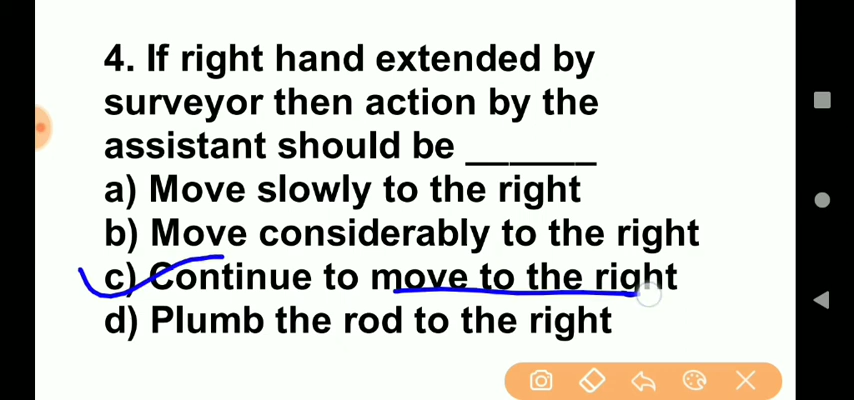 4. If right hand extended by
surveyor then action by the
assistant should be ______
a) Move slowly to the right
b) Move considerably to the right
c) Continue to move to the right
d) Plumb the rod to the right